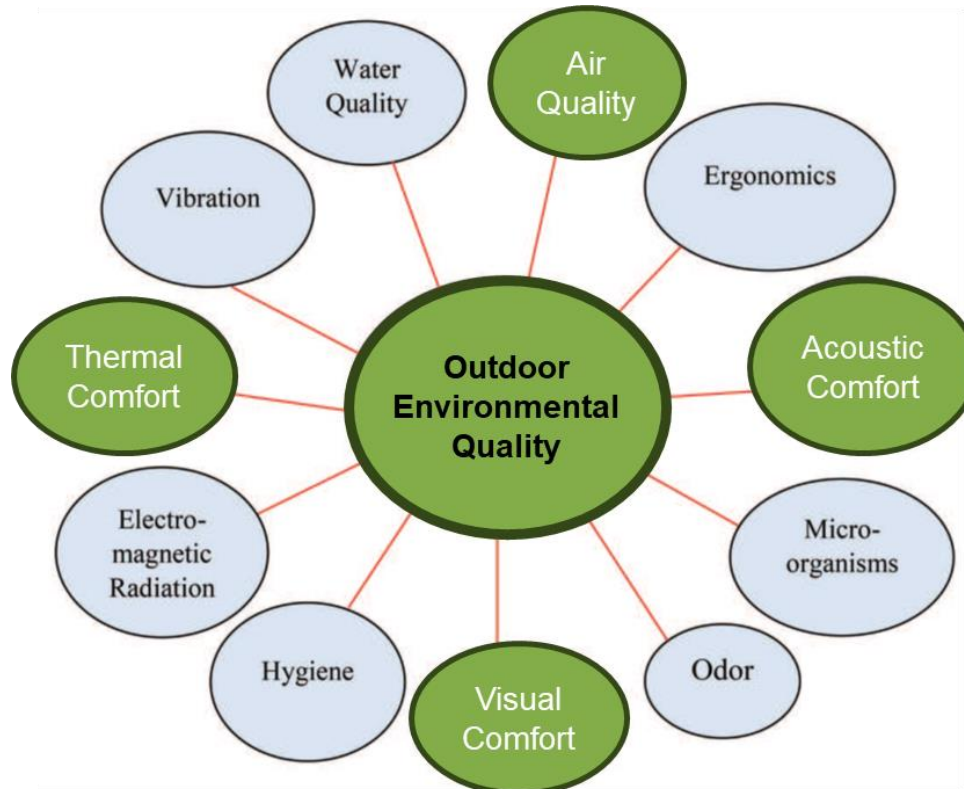 Water
Quality
Air
Quality
Ergonomics
Vibration
Thermal
Comfort
Outdoor
Environmental
Quality
Acoustic
Comfort
Electro-
magnetic
Radiation
Micro-
organisms
Hygiene
Visual
Comfort
Odor